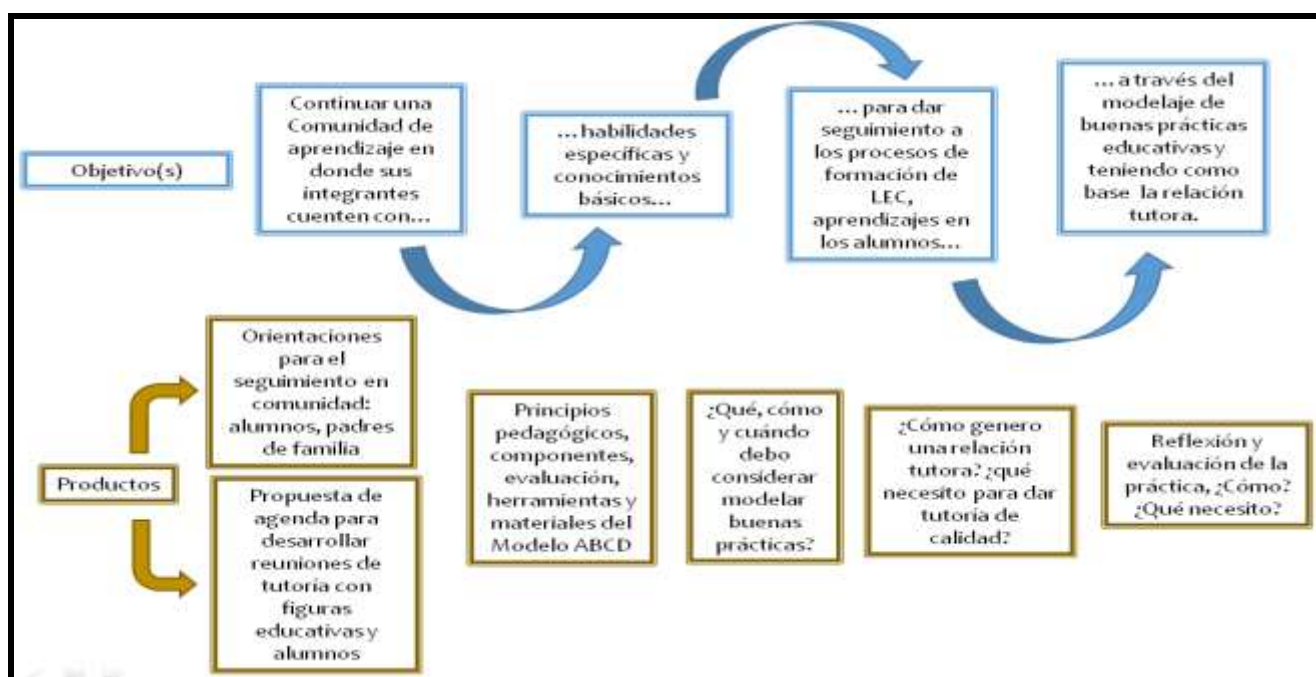 Objetivo(s)
Continuar una
Comunidad de
aprendizaje en
donde sus
integrantes
cuenten con...
... habilidades
específicas y
conocimientos
básicos...
... para dar
seguimiento a
los procesos de
formación de
LEC,
aprendizajes en
los alumnos...
... a través del
modelaje de
buenas prácticas
educativas y
teniendo como
base la relación
tutora.
Productos
Orientaciones
para el
seguimiento en
comunidad:
alumnos, padres
de familia
Propuesta de
agenda para
desarrollar
reuniones de
tutoría con
figuras
educativas y
alumnos
Principios
pedagógicos,
componentes,
evaluación,
herramientas y
materiales del
Modelo ABCD
¿Qué, cómo
y cuándo
debo
considerar
modelar
buenas
prácticas?
¿Cómo genero
una relación
tutora? ¿qué
necesito para dar
tutoría de
calidad?
Reflexión y
evaluación de la
práctica, ¿Cómo?
¿Qué necesito?